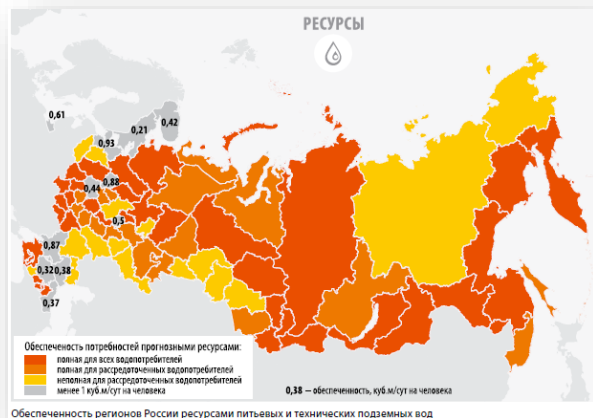 РЕСУРСЫ
0,61
0,42
0,21
0,93
0,88
0,44
0,5
0,87
0,32
0,38
0,37
Обеспеченость потребностей прогнозными ресурсами:
полная для всех водопотребителей
полная для рассредоточенных водопотребителей
неполная для рассредоточенных водопотребителей
менее 1 куб.м/сут на человека
0,38 — обеспеченность, куб.м/сут на человека
Обеспеченность регионов России ресурсами питьевых и технических подземных вод